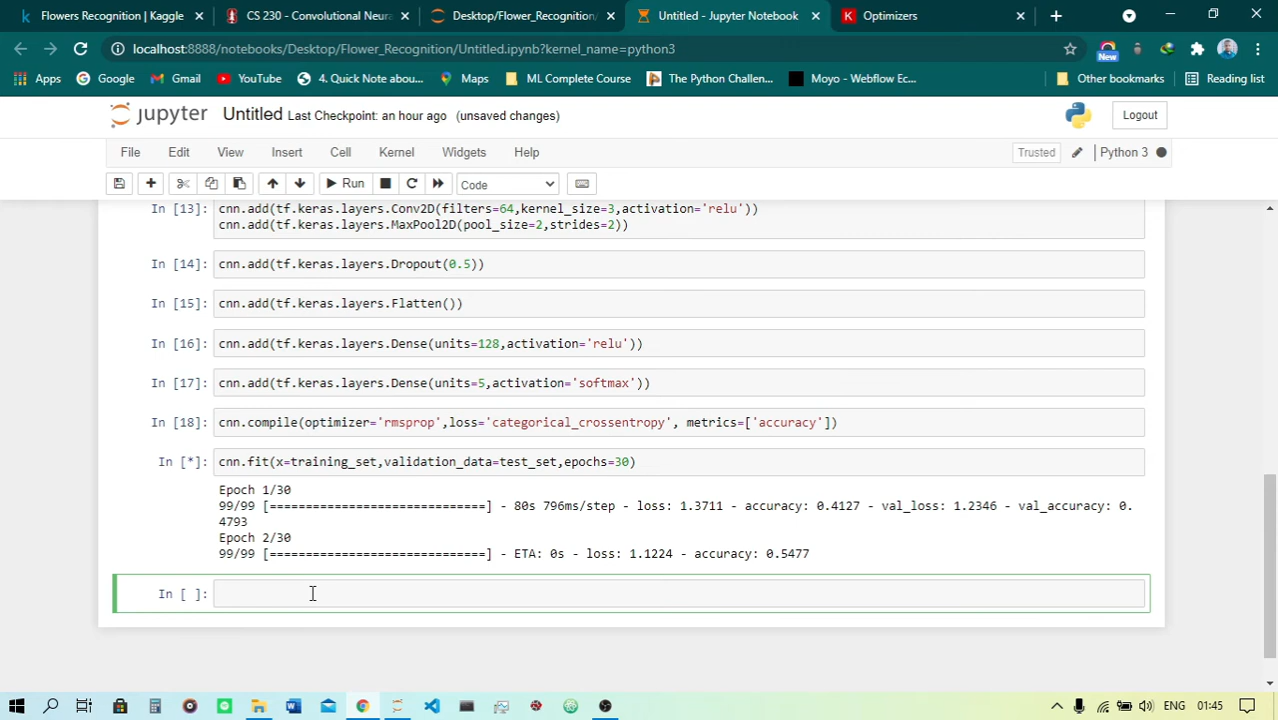 Flowers Recognition | Kaggle
CS 230 - Convolutional Neura
Desktop/Flower_Recognition/
Untitled - Jupyter Notebook
Optimizers
localhost:8888/notebooks/Desktop/Flower_Recognition/Untitled.ipynb?kernel_name=python3
New
Apps
Google
Gmail
YouTube
4. Quick Note abou...
Maps
ML Complete Course
The Python Challen...
Moyo - Webflow Ec...
Other bookmarks
Reading list
jupyter Untitled Last Checkpoint: an hour ago (unsaved changes)
Logout
File Edit View Insert Cell Kernel Widgets Help
Trusted
Python 3
Run
Code
In [13]: cnn.add(tf.keras.layers.Conv2D(filters=64,kernel_size=3,activation='relu'))
cnn.add(tf.keras.layers.MaxPool2D(pool_size=2,strides=2))
In [14]: cnn.add(tf.keras.layers.Dropout(0.5))
In [15]: cnn.add(tf.keras.layers.Flatten())
In [16]: cnn.add(tf.keras.layers.Dense(units=128,activation='relu'))
In [17]: cnn.add(tf.keras.layers.Dense(units=5,activation='softmax'))
In [18]: cnn.compile(optimizer='rmsprop',loss='categorical_crossentropy', metrics=['accuracy'])
In [*]: cnn.fit(x=training_set,validation_data=test_set,epochs=30)
Epoch 1/30
99/99 [==============================] - 80s 796ms/step - loss: 1.3711 - accuracy: 0.4127 - val_loss: 1.2346 - val_accuracy: 0.
4793
Epoch 2/30
99/99 [==============================] - ETA: 0s - loss: 1.1224 - accuracy: 0.5477
In [ ]:
ENG
01:45